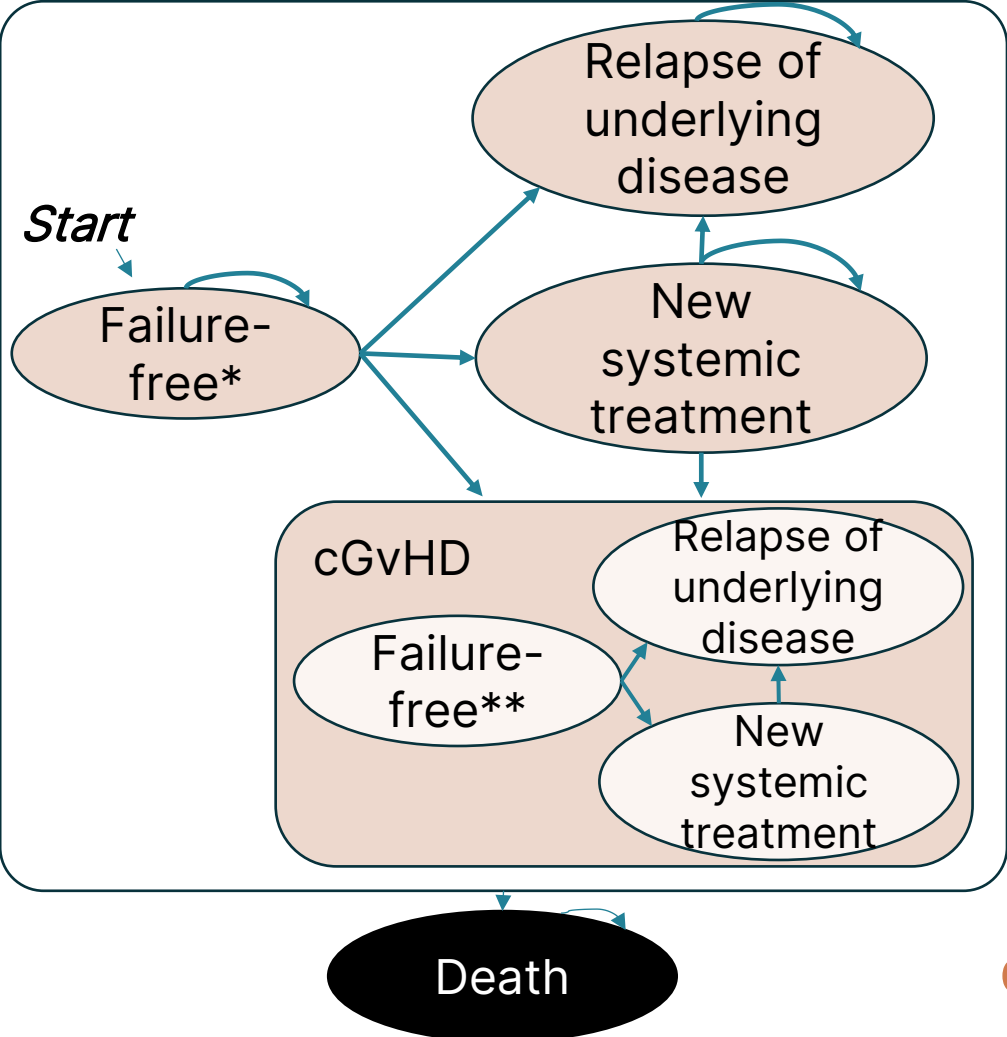 Relapse of
underlying
disease
Start
Failure-
free*
New
systemic
treatment
cGvHD
Relapse of
underlying
disease
Failure-
free**
New
systemic
treatment
Death